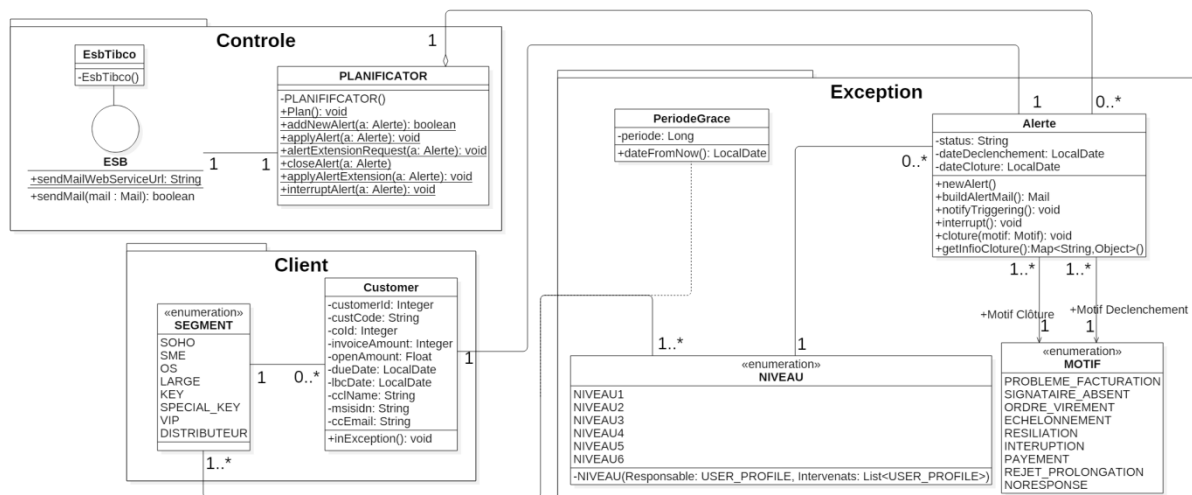 Controle
EsbTibco
-EsbTibco()
ESB
+sendMailWebServiceUrl: String
+sendMail(mail : Mail): boolean
1
1
PLANIFICATOR
-PLANIFIFCATOR()
+Plan(): void
+addNewAlert(a: Alerte): boolean
+applyAlert(a: Alerte): void
+alertExtensionRequest(a: Alerte): void
+closeAlert(a: Alerte)
+applyAlertExtension(a: Alerte): void
+interruptAlert(a: Alerte): void
1
Exception
PeriodeGrace
-periode: Long
+dateFromNow(): LocalDate
1
0..*
0..*
Alerte
-status: String
-dateDeclenchement: LocalDate
-dateCloture: LocalDate
+newAlert()
+buildAlertMail(): Mail
+notifyTriggering(): void
+interrupt(): void
+cloture(motif: Motif): void
+getInfioCloture():Map<String,Object>()
1..*
1..*
+Motif Clôture
+Motif Declenchement
1
1
Client
«enumeration»
SEGMENT
SOHO
SME
OS
LARGE
KEY
SPECIAL_KEY
VIP
DISTRIBUTEUR
1..*
1
0..*
Customer
-customerId: Integer
-custCode: String
-coId: Integer
-invoiceAmount: Integer
-openAmount: Float
-dueDate: LocalDate
-lbcDate: LocalDate
-cclName: String
-msisidn: String
-ccEmail: String
+inException(): void
1
1..*
1
«enumeration»
NIVEAU
NIVEAU1
NIVEAU2
NIVEAU3
NIVEAU4
NIVEAU5
NIVEAU6
-NIVEAU(Responsable: USER_PROFILE, Intervenats: List<USER_PROFILE>)
«enumeration»
MOTIF
PROBLEME_FACTURATION
SIGNATAIRE_ABSENT
ORDRE_VIREMENT
ECHELONNEMENT
RESILIATION
INTERUPTION
PAYEMENT
REJET_PROLONGATION
NORESPONSE